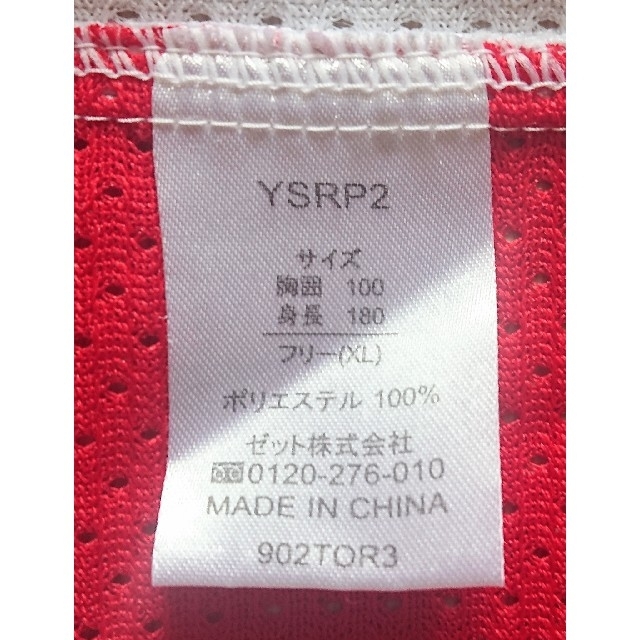 YSRP2
サイズ
胸囲 100
身長 180
フリー(XL)
ポリエステル 100%
ゼット株式会社
0120-276-010
MADE IN CHINA
902TOR3